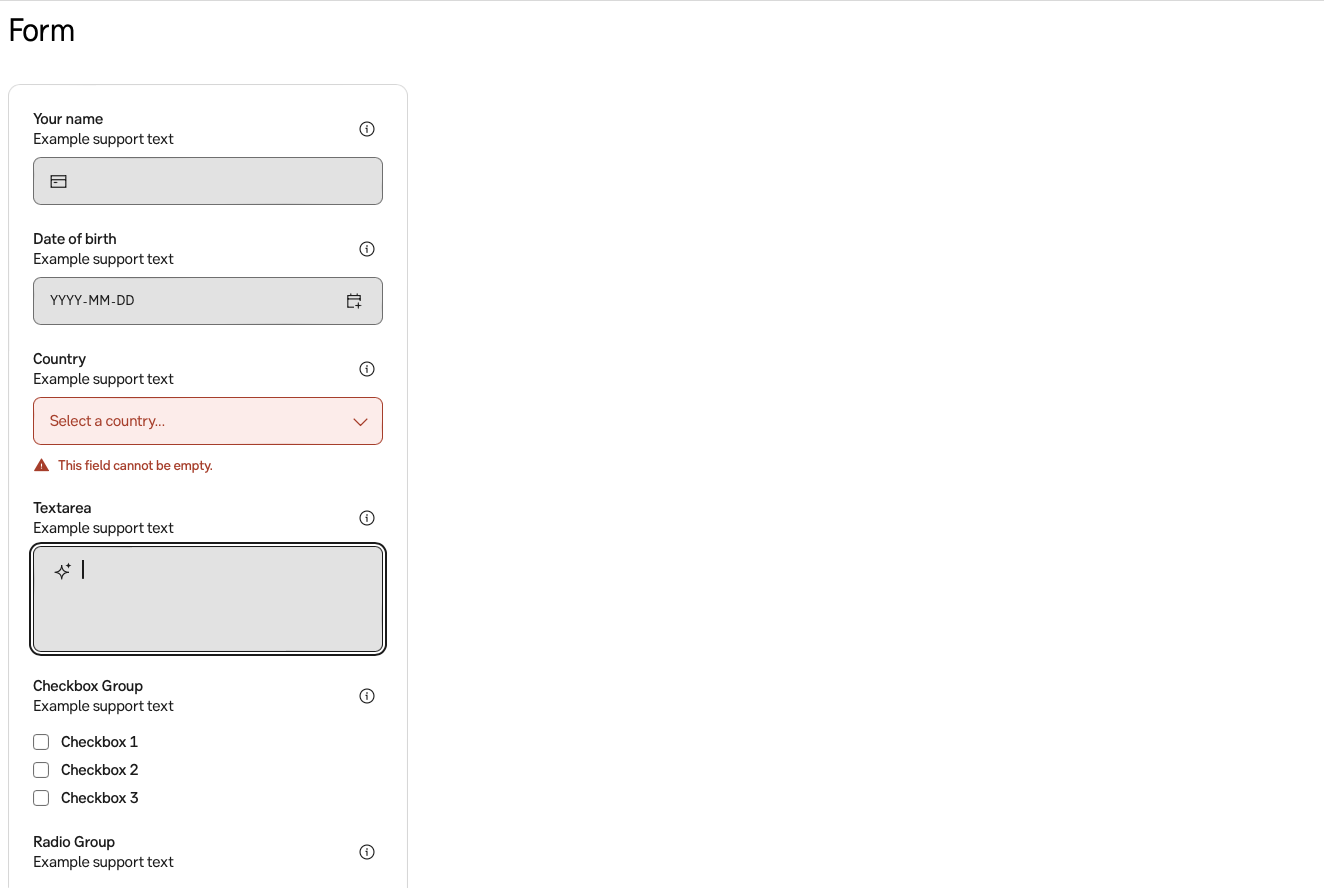 Form
Your name
Example support text
Date of birth
Example support text
YYYY-MM-DD
Country
Example support text
Select a country...
This field cannot be empty.
Textarea
Example support text
Checkbox Group
Example support text
Checkbox 1
Checkbox 2
Checkbox 3
Radio Group
Example support text